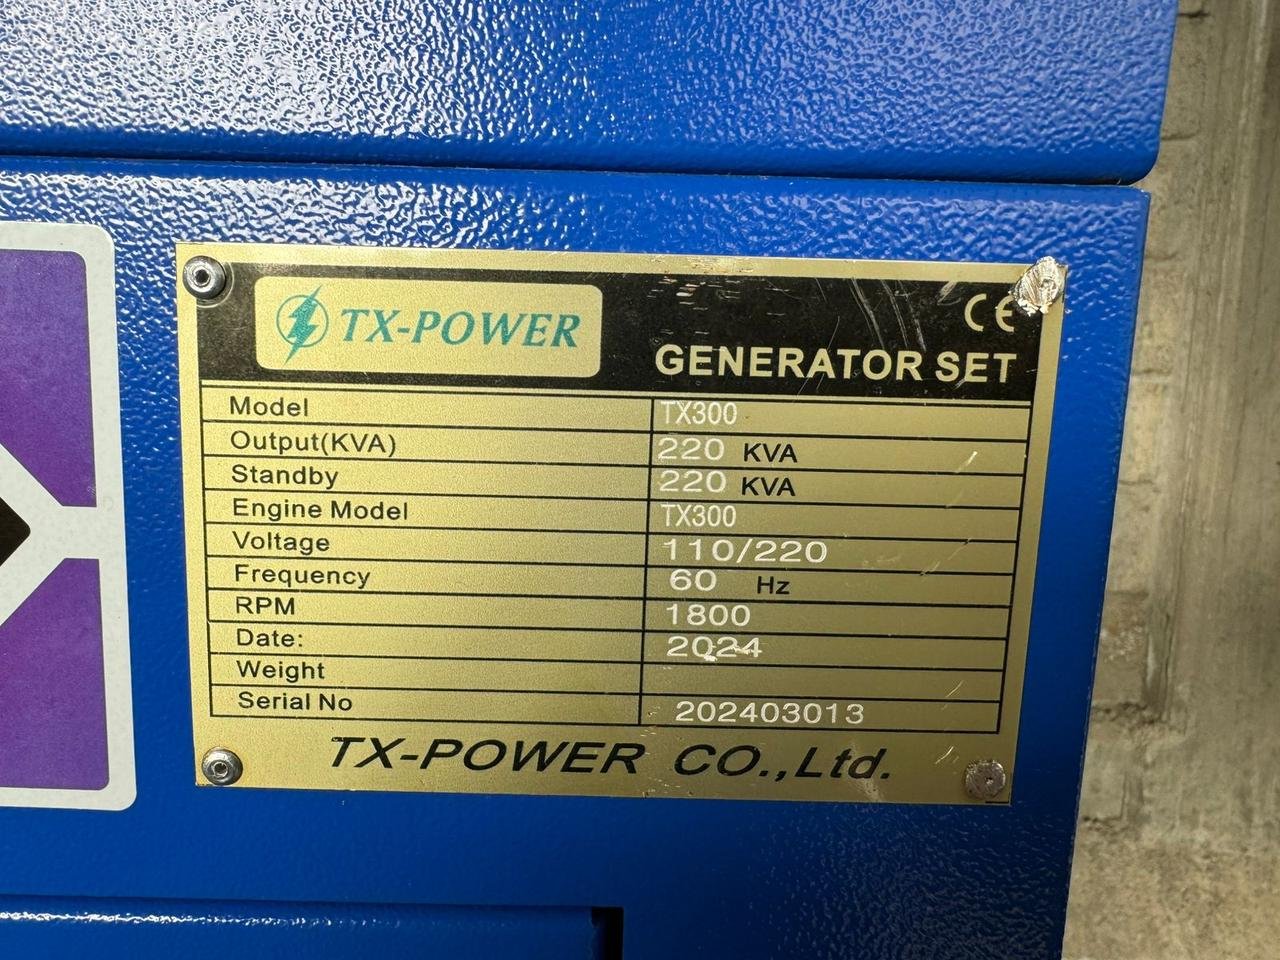 TX-POWER
CE
GENERATOR SET
Model TX300
Output(KVA) 220 KVA
Standby 220 KVA
Engine Model TX300
Voltage 110/220
Frequency 60 Hz
RPM 1800
Date: 2024
Weight
Serial No 202403013
TX-POWER CO.,Ltd.